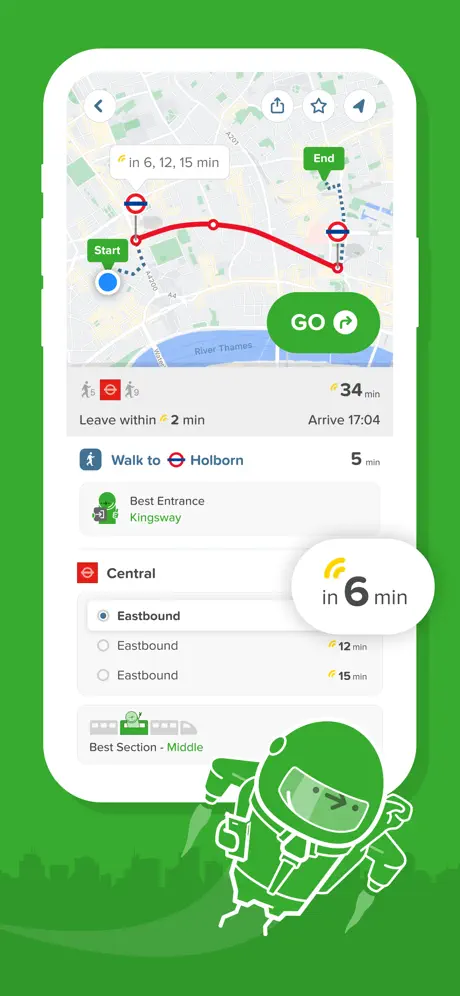 A201
in 6, 12, 15 min
End
Start
A4200
A4
GO
River Thames
5
9
34 min
Leave within 2 min
Arrive 17:04
Walk to Holborn
5 min
Best Entrance
Kingsway
Central
in 6 min
Eastbound
Eastbound
12 min
Eastbound
15 min
Best Section - Middle